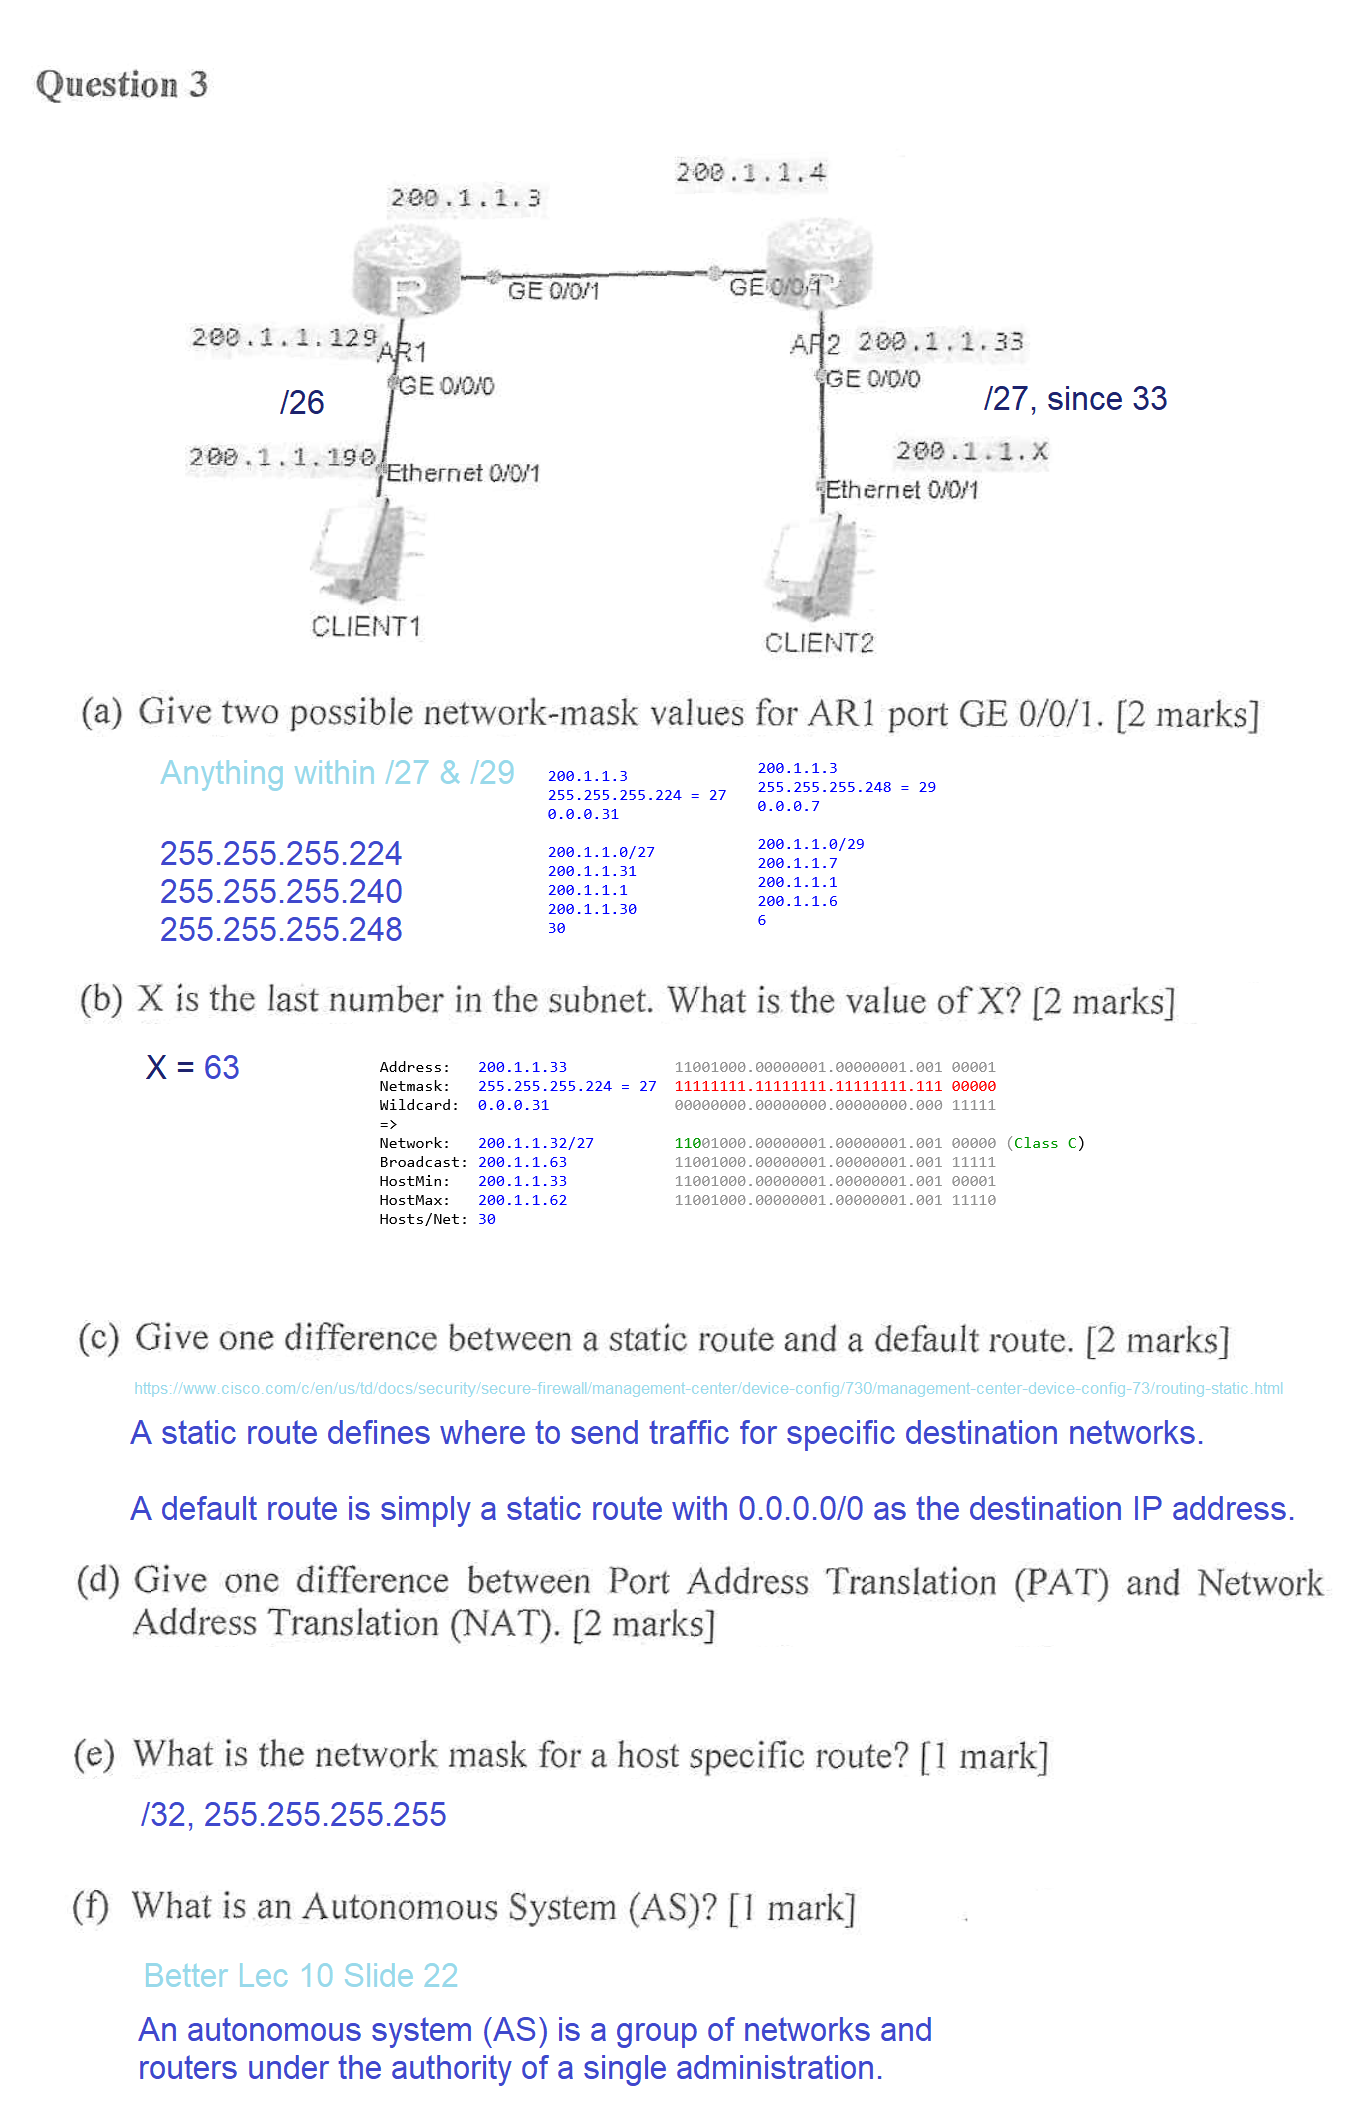 Question 3
200.1.1.4
200.1.1.3
GE 0/0/1
GE 0/0/1
200.1.1.129
AR1
AR2
200.1.1.33
GE 0/0/0
GE 0/0/0
/26
/27, since 33
200.1.1.190
200.1.1.X
Ethernet 0/0/1
Ethernet 0/0/1
R
R
CLIENT1
CLIENT2
(a) Give two possible network-mask values for AR1 port GE 0/0/1. [2 marks]
Anything within /27 & /29
255.255.255.224
255.255.255.240
255.255.255.248
200.1.1.3
255.255.255.224 = 27
0.0.0.31
200.1.1.0/27
200.1.1.31
200.1.1.1
200.1.1.30
30
200.1.1.3
255.255.255.248 = 29
0.0.0.7
200.1.1.0/29
200.1.1.7
200.1.1.1
200.1.1.6
6
(b) X is the last number in the subnet. What is the value of X? [2 marks]
X = 63
Address: 200.1.1.33 11001000.00000001.00000001.001 00001
Netmask: 255.255.255.224 = 27 11111111.11111111.11111111.111 00000
Wildcard: 0.0.0.31 00000000.00000000.00000000.000 11111
=>
Network: 200.1.1.32/27 11001000.00000001.00000001.001 00000 (Class C)
Broadcast: 200.1.1.63 11001000.00000001.00000001.001 11111
HostMin: 200.1.1.33 11001000.00000001.00000001.001 00001
HostMax: 200.1.1.62 11001000.00000001.00000001.001 11110
Hosts/Net: 30
(c) Give one difference between a static route and a default route. [2 marks]
https://www.cisco.com/c/en/us/td/docs/security/secure-firewall/management-center/device-config/730/management-center-device-config-73/routing-static.html
A static route defines where to send traffic for specific destination networks.
A default route is simply a static route with 0.0.0.0/0 as the destination IP address.
(d) Give one difference between Port Address Translation (PAT) and Network
Address Translation (NAT). [2 marks]
(e) What is the network mask for a host specific route? [1 mark]
/32, 255.255.255.255
(f) What is an Autonomous System (AS)? [1 mark]
Better Lec 10 Slide 22
An autonomous system (AS) is a group of networks and
routers under the authority of a single administration.